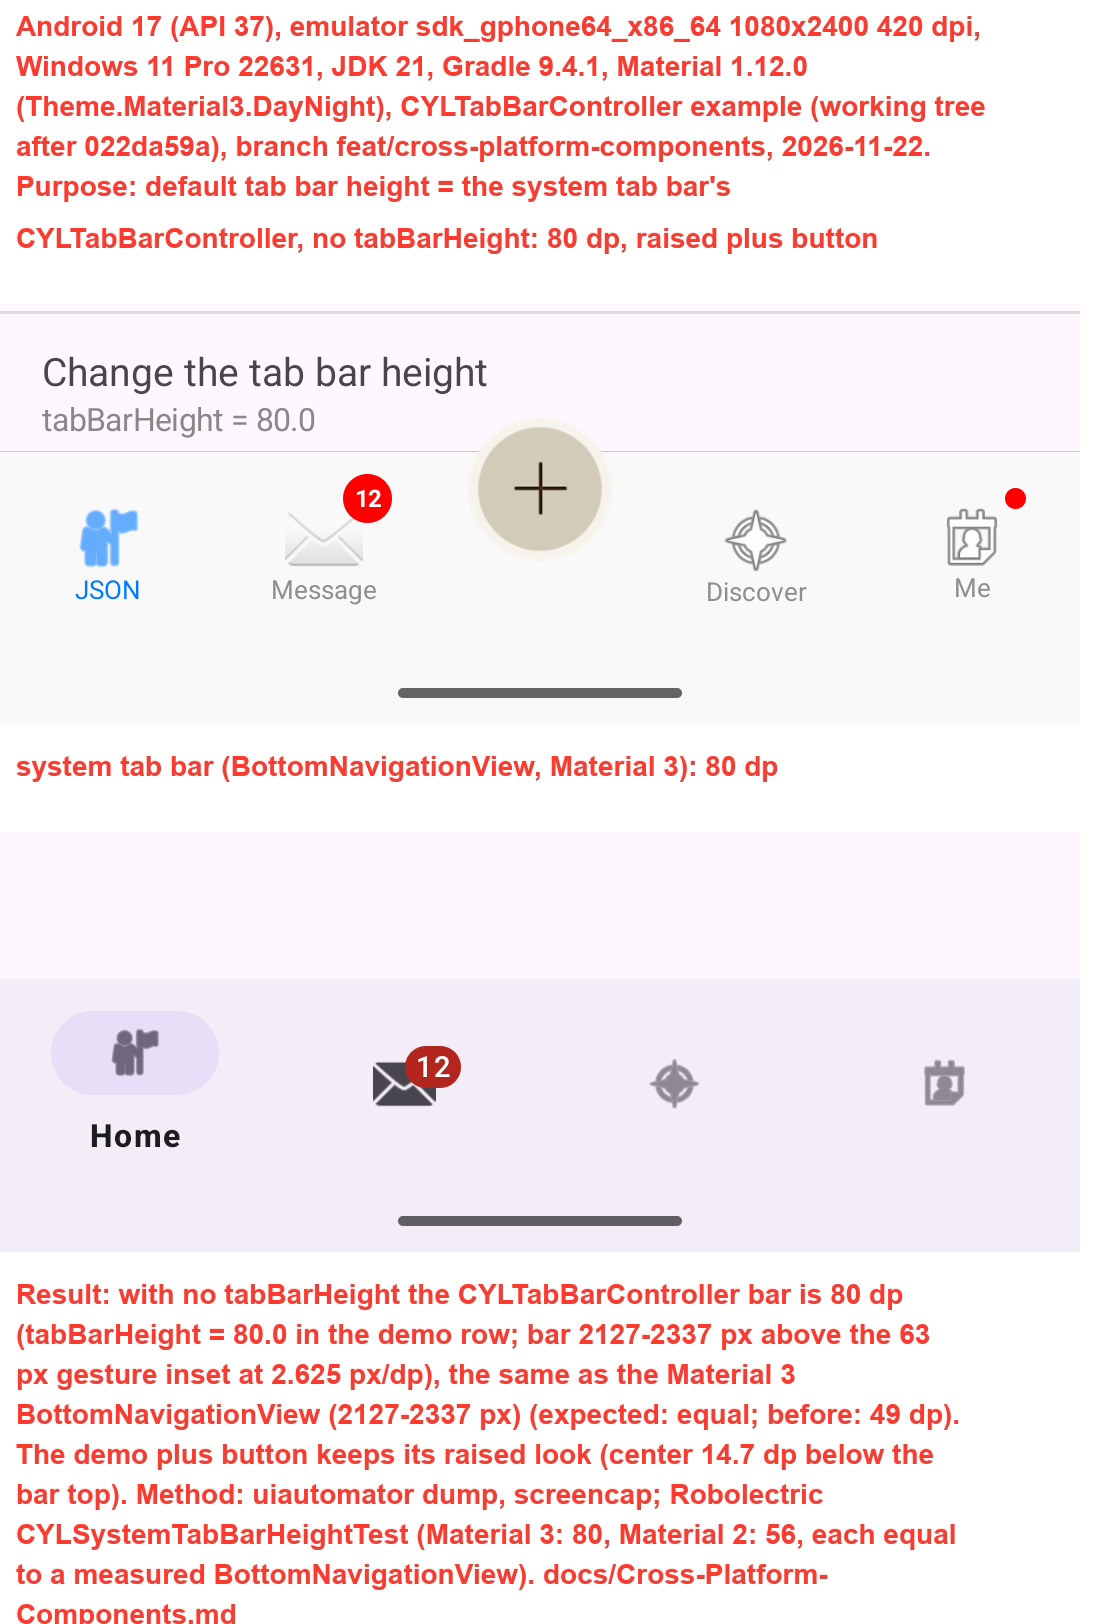 Android 17 (API 37), emulator sdk_gphone64_x86_64 1080x2400 420 dpi,
Windows 11 Pro 22631, JDK 21, Gradle 9.4.1, Material 1.12.0
(Theme.Material3.DayNight), CYLTabBarController example (working tree
after 022da59a), branch feat/cross-platform-components, 2026-11-22.
Purpose: default tab bar height = the system tab bar's
CYLTabBarController, no tabBarHeight: 80 dp, raised plus button
Change the tab bar height
tabBarHeight = 80.0
12
JSON
Message
Discover
Me
system tab bar (BottomNavigationView, Material 3): 80 dp
12
Home
Result: with no tabBarHeight the CYLTabBarController bar is 80 dp
(tabBarHeight = 80.0 in the demo row; bar 2127-2337 px above the 63
px gesture inset at 2.625 px/dp), the same as the Material 3
BottomNavigationView (2127-2337 px) (expected: equal; before: 49 dp).
The demo plus button keeps its raised look (center 14.7 dp below the
bar top). Method: uiautomator dump, screencap; Robolectric
CYLSystemTabBarHeightTest (Material 3: 80, Material 2: 56, each equal
to a measured BottomNavigationView). docs/Cross-Platform-
Components.md